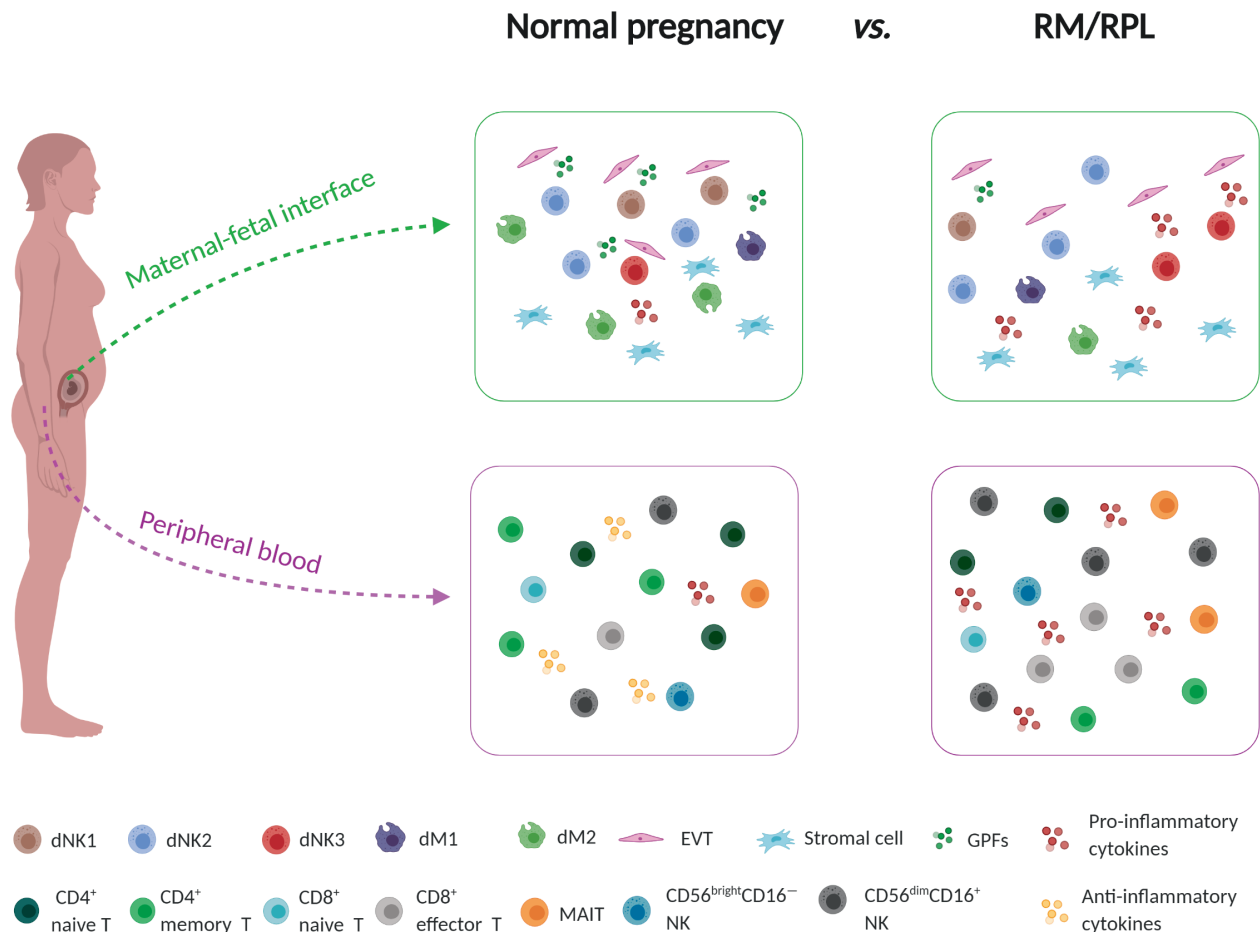 Normal pregnancy vs. RM/RPL
Maternal-fetal interface
Peripheral blood
dNK1 dNK2 dNK3 dM1 dM2 EVT Stromal cell GPFs Pro-inflammatory
cytokines
CD4⁺ CD4⁺ CD8⁺ CD8⁺ MAIT CD56ᵇʳⁱᵍʰᵗCD16⁻ CD56ᵈⁱᵐCD16⁺ Anti-inflammatory
naive T memory T naive T effector T NK NK cytokines